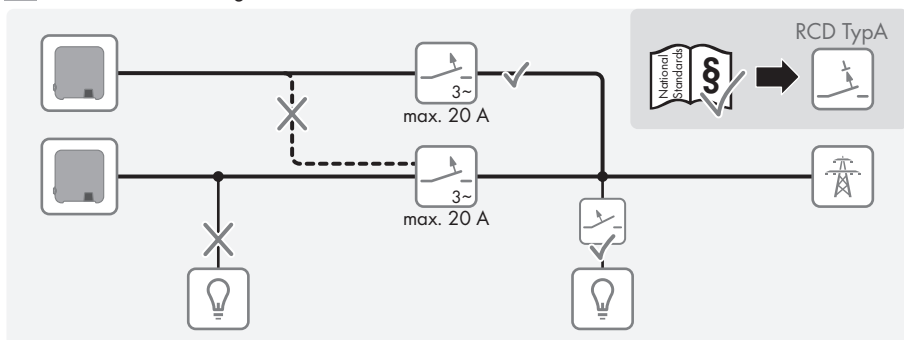 RCD TypA
National
Standards
§
3~
max. 20 A
3~
max. 20 A